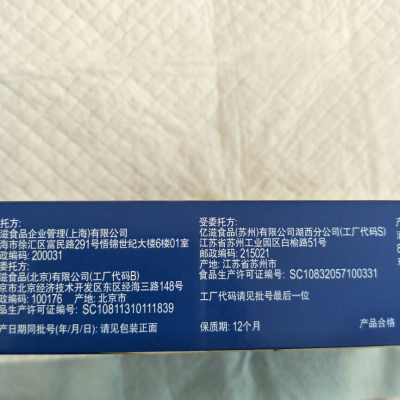 托方:
滋食品企业管理(上海)有限公司
海市徐汇区富民路291号悟锦世纪大楼6楼01室
政编码: 200031
委托方:
滋食品(北京)有限公司(工厂代码B)
京市北京经济技术开发区东区经海三路148号
政编码: 100176 产地: 北京市
品生产许可证编号: SC10811310111839
产日期同批号(年/月/日): 请见包装正面
受委托方:
亿滋食品(苏州)有限公司湖西分公司(工厂代码S)
江苏省苏州工业园区白榆路51号
邮政编码: 215021
产地: 江苏省苏州市
食品生产许可证编号: SC10832057100331
工厂代码请见批号最后一位
保质期: 12个月
产品合格